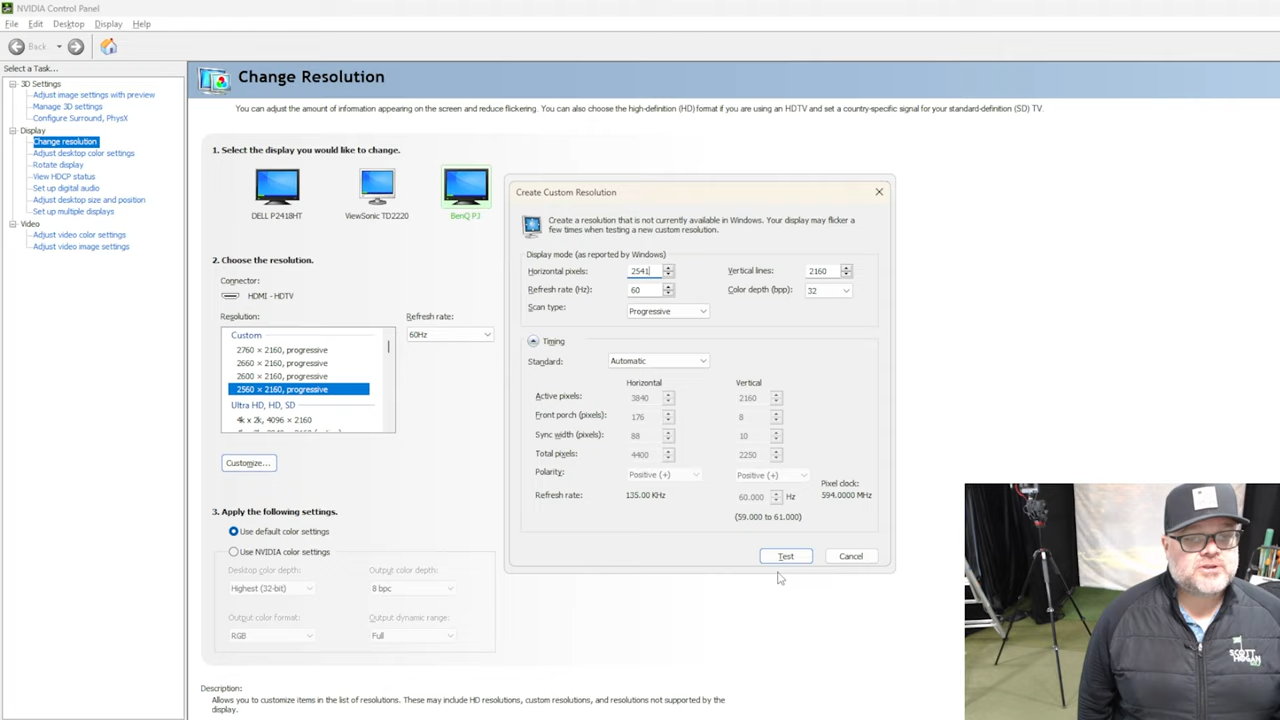 NVIDIA Control Panel
File Edit Desktop Display Help
Back
Select a Task...
3D Settings
Adjust image settings with preview
Manage 3D settings
Configure Surround, PhysX
Display
Change resolution
Adjust desktop color settings
Rotate display
View HDCP status
Set up digital audio
Adjust desktop size and position
Set up multiple displays
Video
Adjust video color settings
Adjust video image settings
Change Resolution
You can adjust the amount of information appearing on the screen and reduce flickering. You can also choose the high-definition (HD) format if you are using an HDTV and set a country-specific signal for your standard-definition (SD) TV.
1. Select the display you would like to change.
DELL P2418HT
ViewSonic TD2220
BenQ PJ
2. Choose the resolution.
Connector:
HDMI - HDTV
Resolution:
Refresh rate:
Custom
60Hz
2760 × 2160, progressive
2660 × 2160, progressive
2600 × 2160, progressive
2560 × 2160, progressive
Ultra HD, HD, SD
4k x 2k, 4096 × 2160
Customize...
3. Apply the following settings.
Use default color settings
Use NVIDIA color settings
Desktop color depth:
Output color depth:
Highest (32-bit)
8 bpc
Output color format:
Output dynamic range:
RGB
Full
Description:
Allows you to customize items in the list of resolutions. These may include HD resolutions, custom resolutions, and resolutions not supported by the
display.
Create Custom Resolution
Create a resolution that is not currently available in Windows. Your display may flicker a
few times when testing a new custom resolution.
Display mode (as reported by Windows)
Horizontal pixels: 2541
Vertical lines: 2160
Refresh rate (Hz): 60
Color depth (bpp): 32
Scan type: Progressive
Timing
Standard: Automatic
Horizontal Vertical
Active pixels: 3840 2160
Front porch (pixels): 176 8
Sync width (pixels): 88 10
Total pixels: 4400 2250
Polarity: Positive (+) Positive (+)
Pixel clock:
Refresh rate: 135.00 KHz 60.000 Hz 594.0000 MHz
(59.000 to 61.000)
Test Cancel
SCOTT
HOGAN